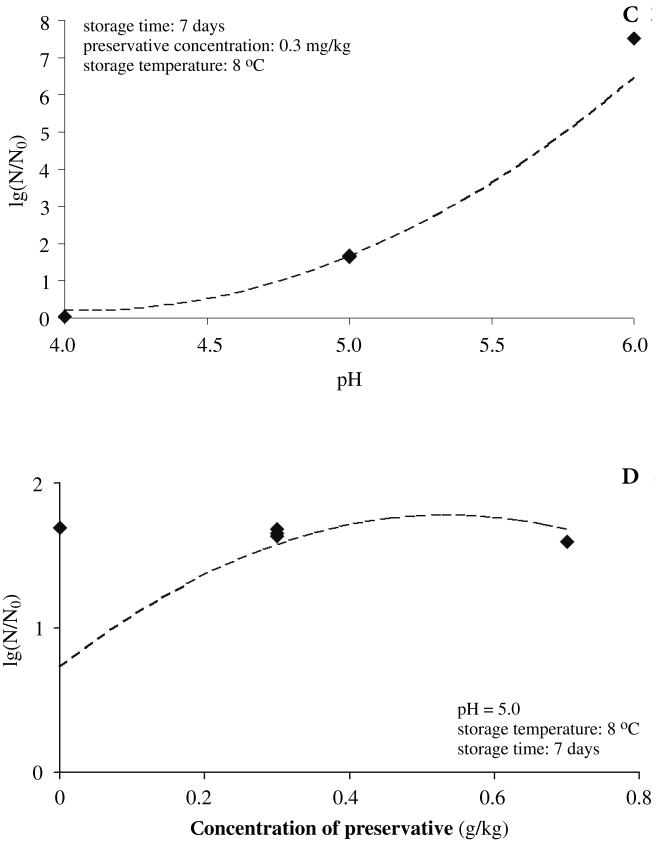 C
storage time: 7 days
preservative concentration: 0.3 mg/kg
storage temperature: 8 ºC
8
7
6
5
4
3
2
1
0
lg(N/N₀)
4.0 4.5 5.0 5.5 6.0
pH
D
2
1
0
lg(N/N₀)
pH = 5.0
storage temperature: 8 ºC
storage time: 7 days
0 0.2 0.4 0.6 0.8
Concentration of preservative (g/kg)